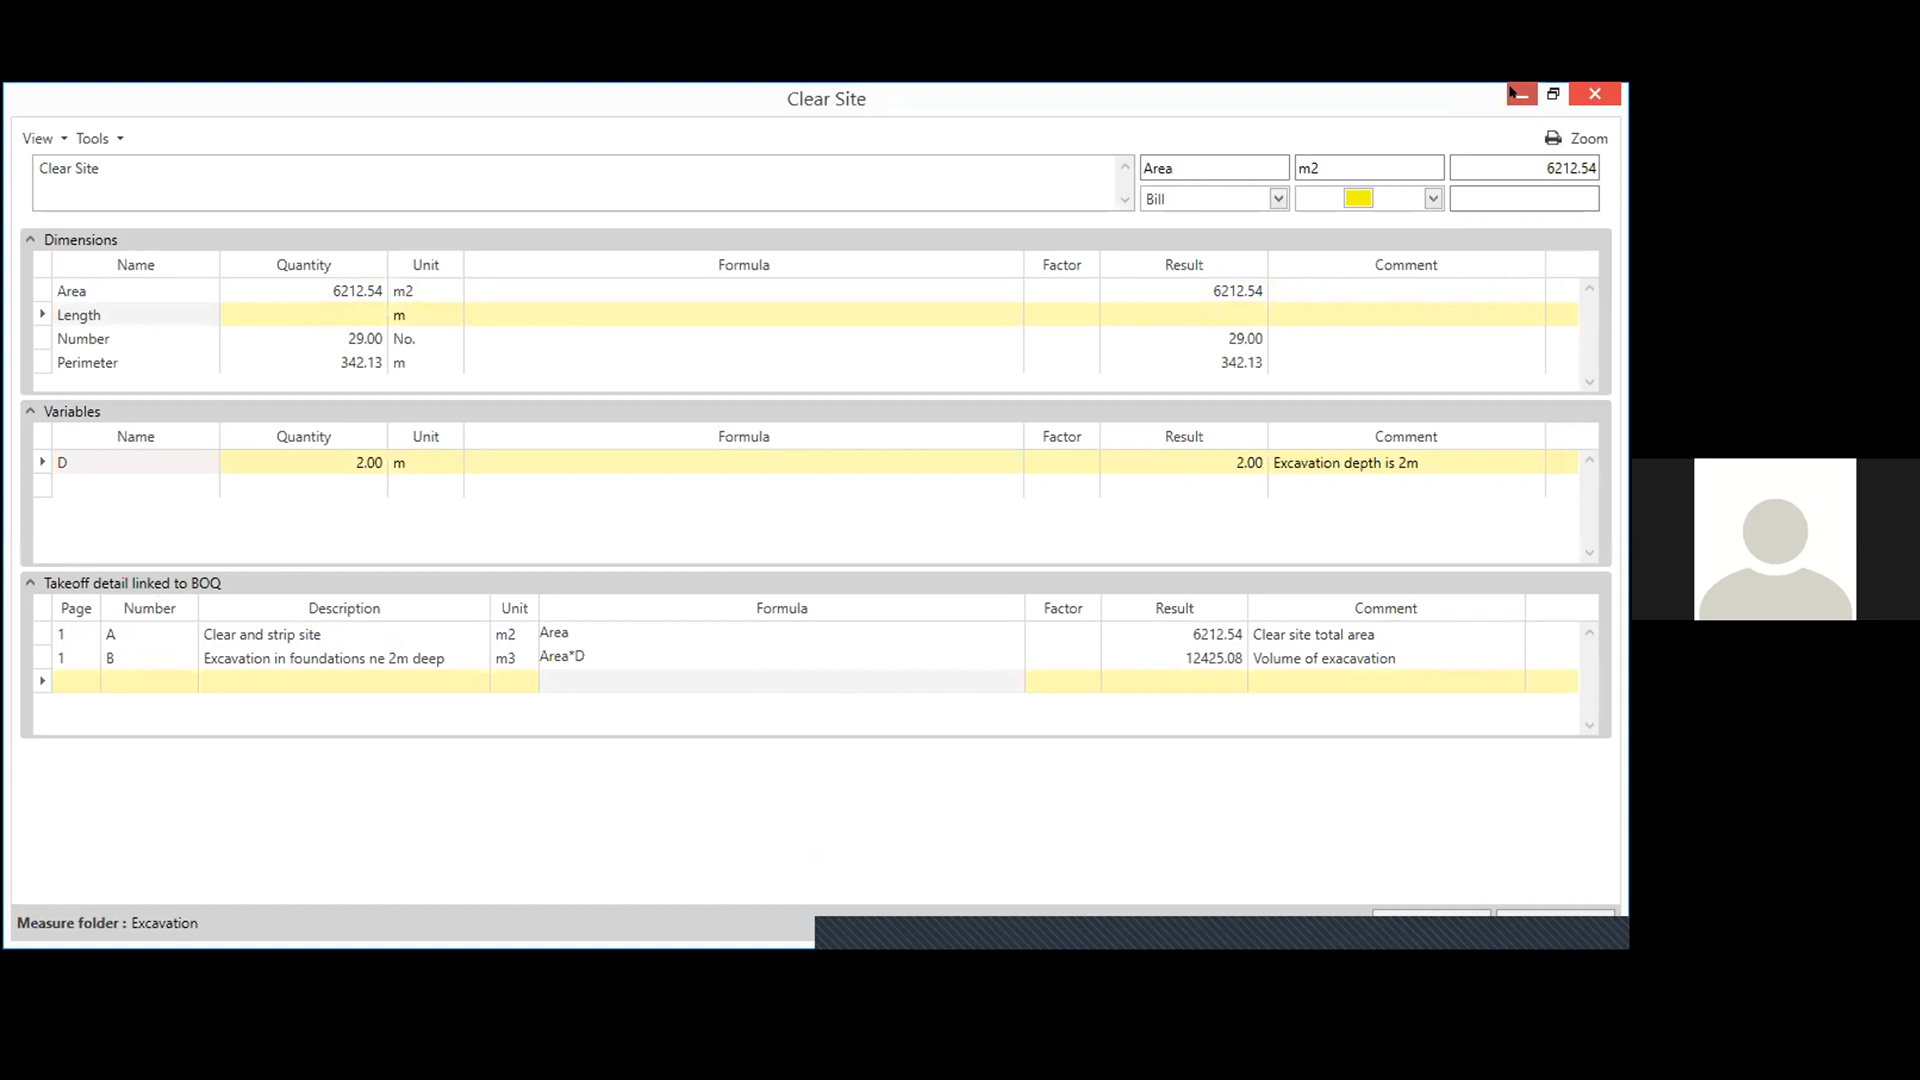 Clear Site
View Tools Zoom
Clear Site Area m2 6212.54
Bill
Dimensions
Name Quantity Unit Formula Factor Result Comment
Area 6212.54 m2 6212.54
Length m
Number 29.00 No. 29.00
Perimeter 342.13 m 342.13
Variables
Name Quantity Unit Formula Factor Result Comment
D 2.00 m 2.00 Excavation depth is 2m
Takeoff detail linked to BOQ
Page Number Description Unit Formula Factor Result Comment
1 A Clear and strip site m2 Area 6212.54 Clear site total area
1 B Excavation in foundations ne 2m deep m3 Area*D 12425.08 Volume of exacavation
Measure folder : Excavation